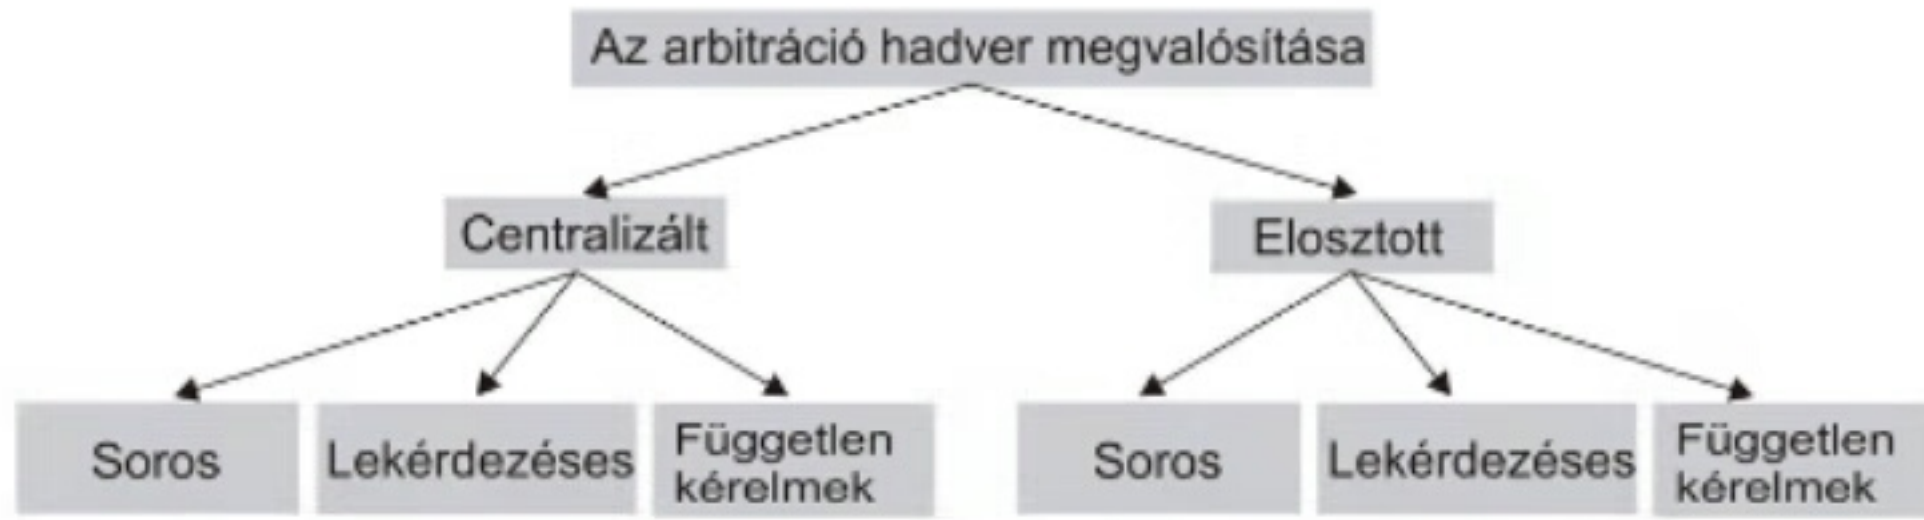 Az arbitráció hadver megvalósítása
Centralizált
Elosztott
Soros
Lekérdezéses
Független
kérelmek
Soros
Lekérdezéses
Független
kérelmek